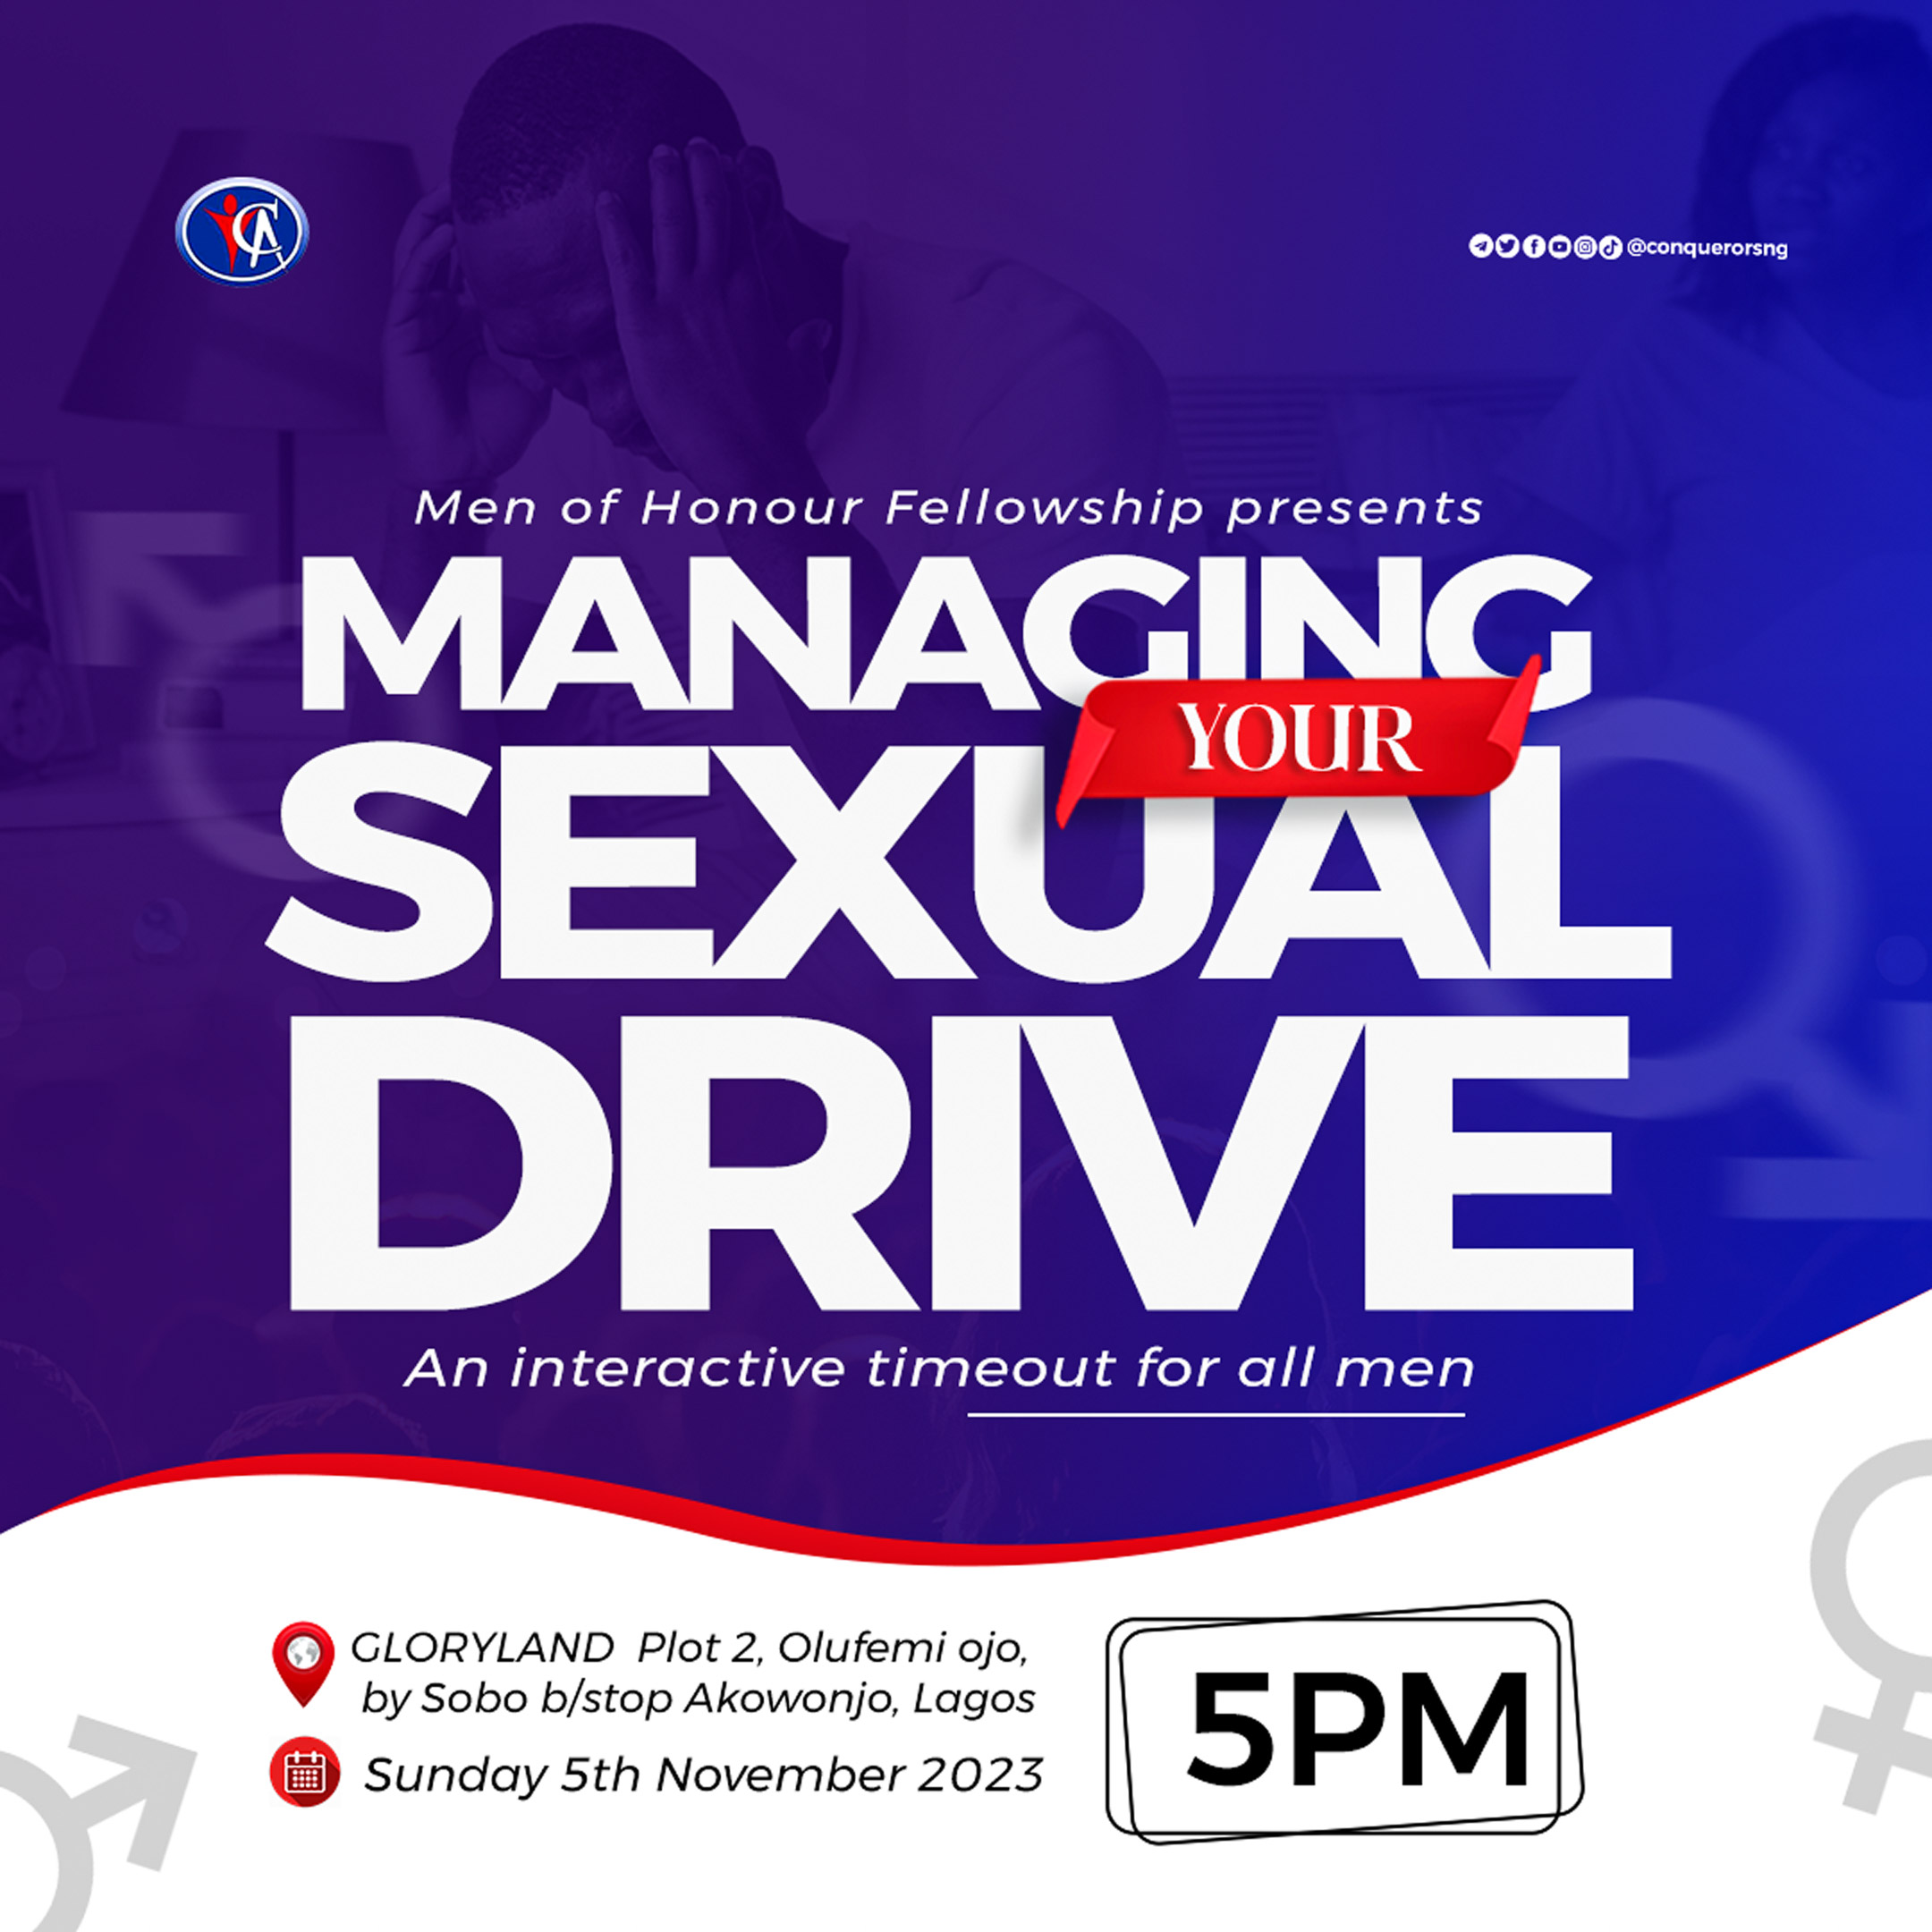 CA
@conquerorsng
Men of Honour Fellowship presents
MANAGING
YOUR
SEXUAL
DRIVE
An interactive timeout for all men
GLORYLAND Plot 2, Olufemi ojo,
by Sobo b/stop Akowonjo, Lagos
Sunday 5th November 2023
5PM